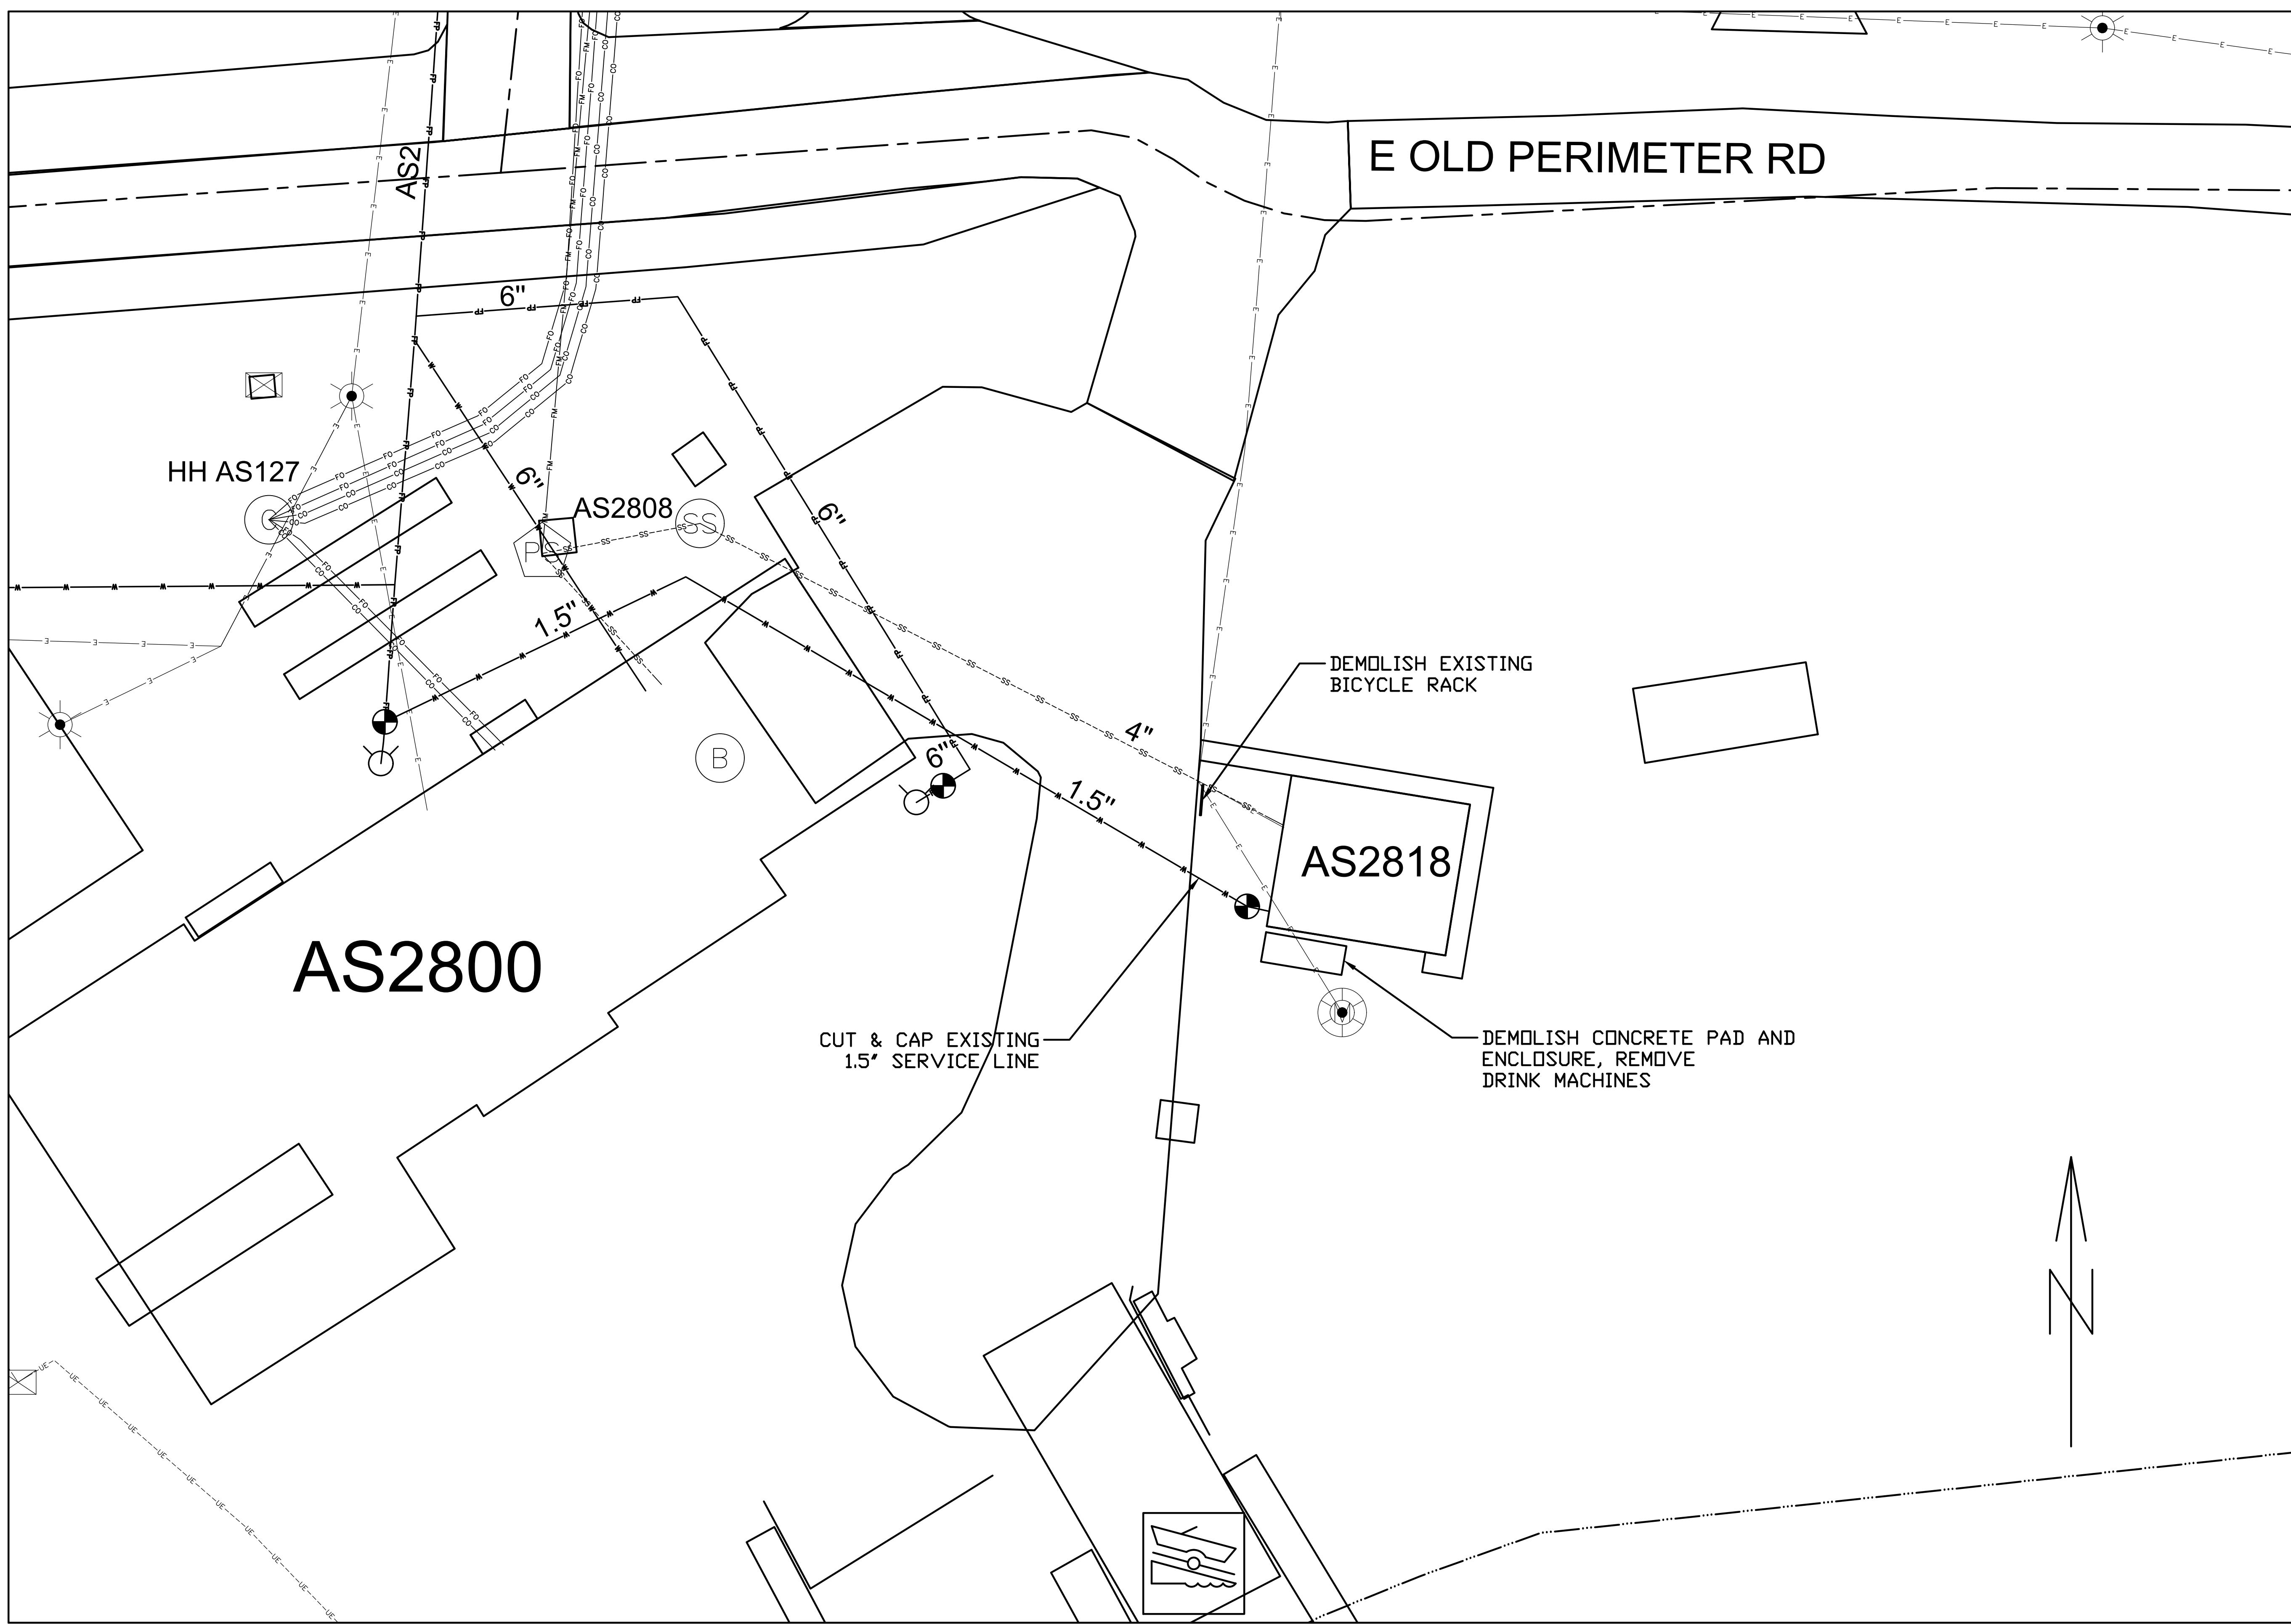 E OLD PERIMETER RD
AS2
6"
HH AS127
6"
AS2808
SS
6"
PS
1.5"
DEMOLISH EXISTING
BICYCLE RACK
4"
B
6"
1.5"
AS2818
AS2800
CUT & CAP EXISTING
1.5" SERVICE LINE
DEMOLISH CONCRETE PAD AND
ENCLOSURE, REMOVE
DRINK MACHINES
N